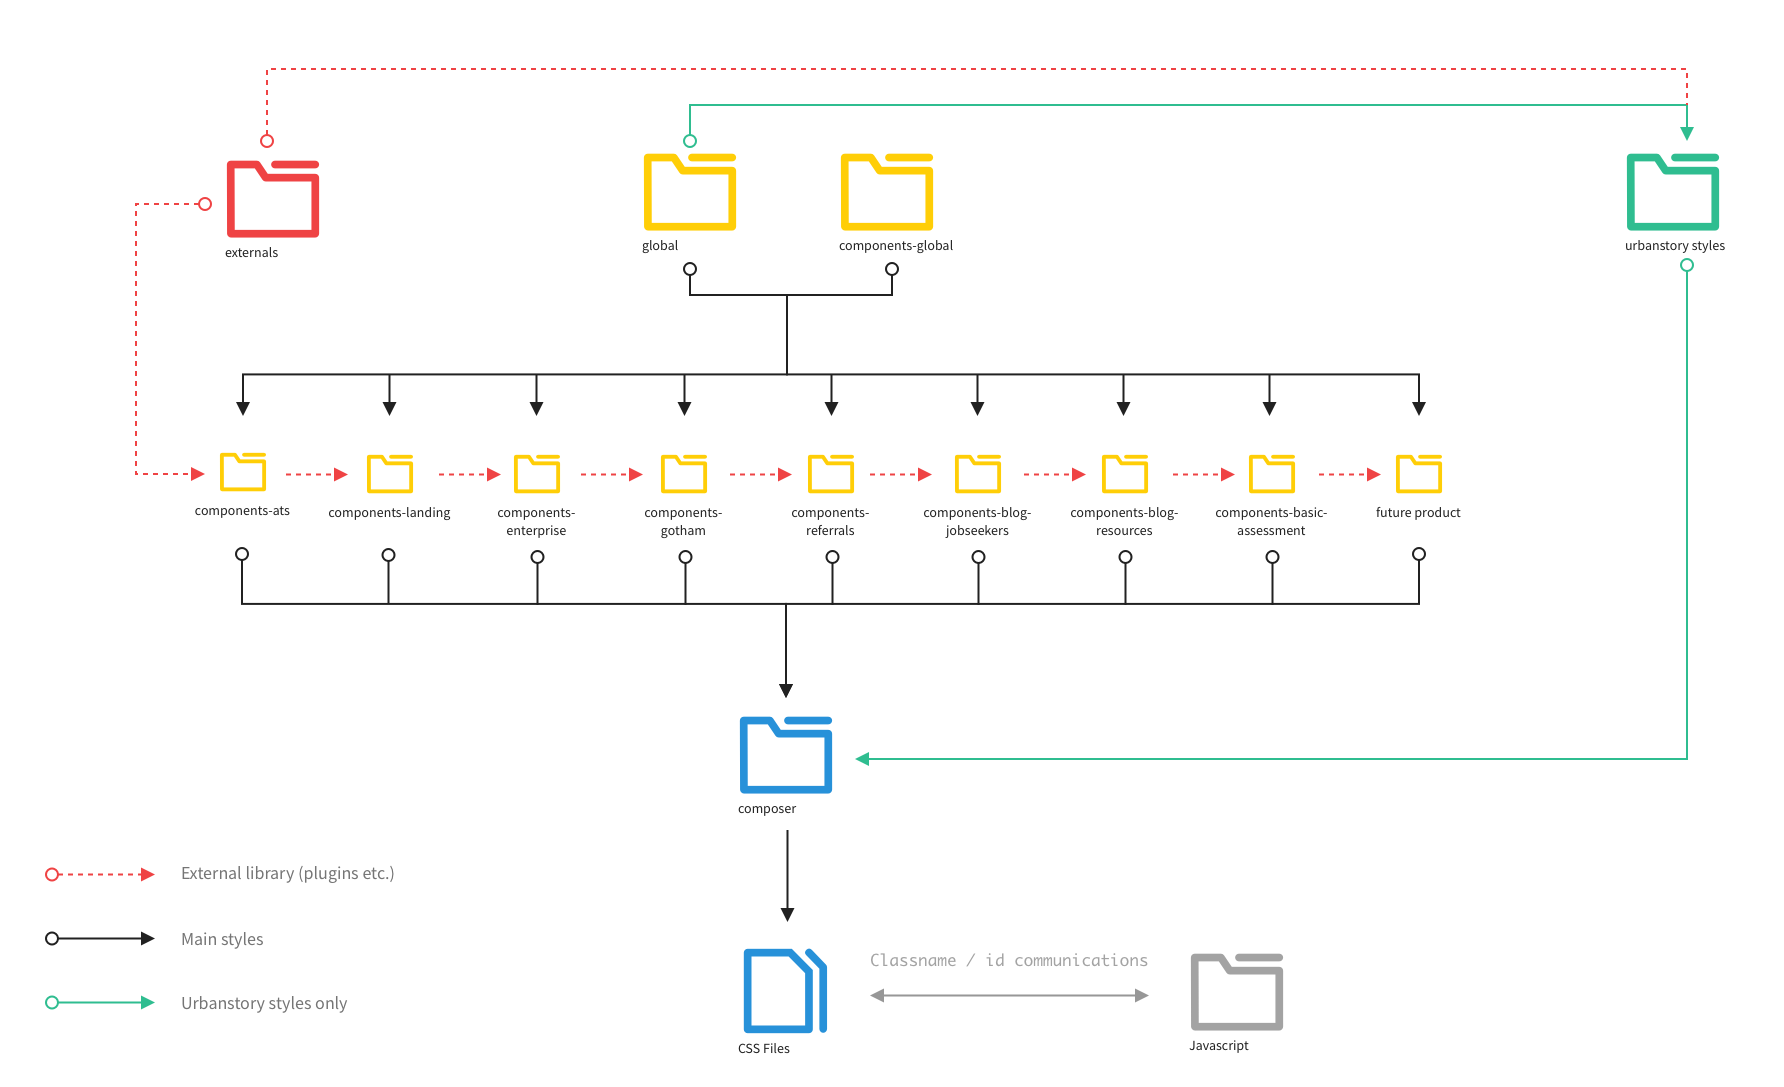 externals
global
components-global
urbanstory styles
components-ats
components-landing
components-
enterprise
components-
gotham
components-
referrals
components-blog-
jobseekers
components-blog-
resources
components-basic-
assessment
future product
composer
External library (plugins etc.)
Main styles
Urbanstory styles only
Classname / id communications
CSS Files
Javascript